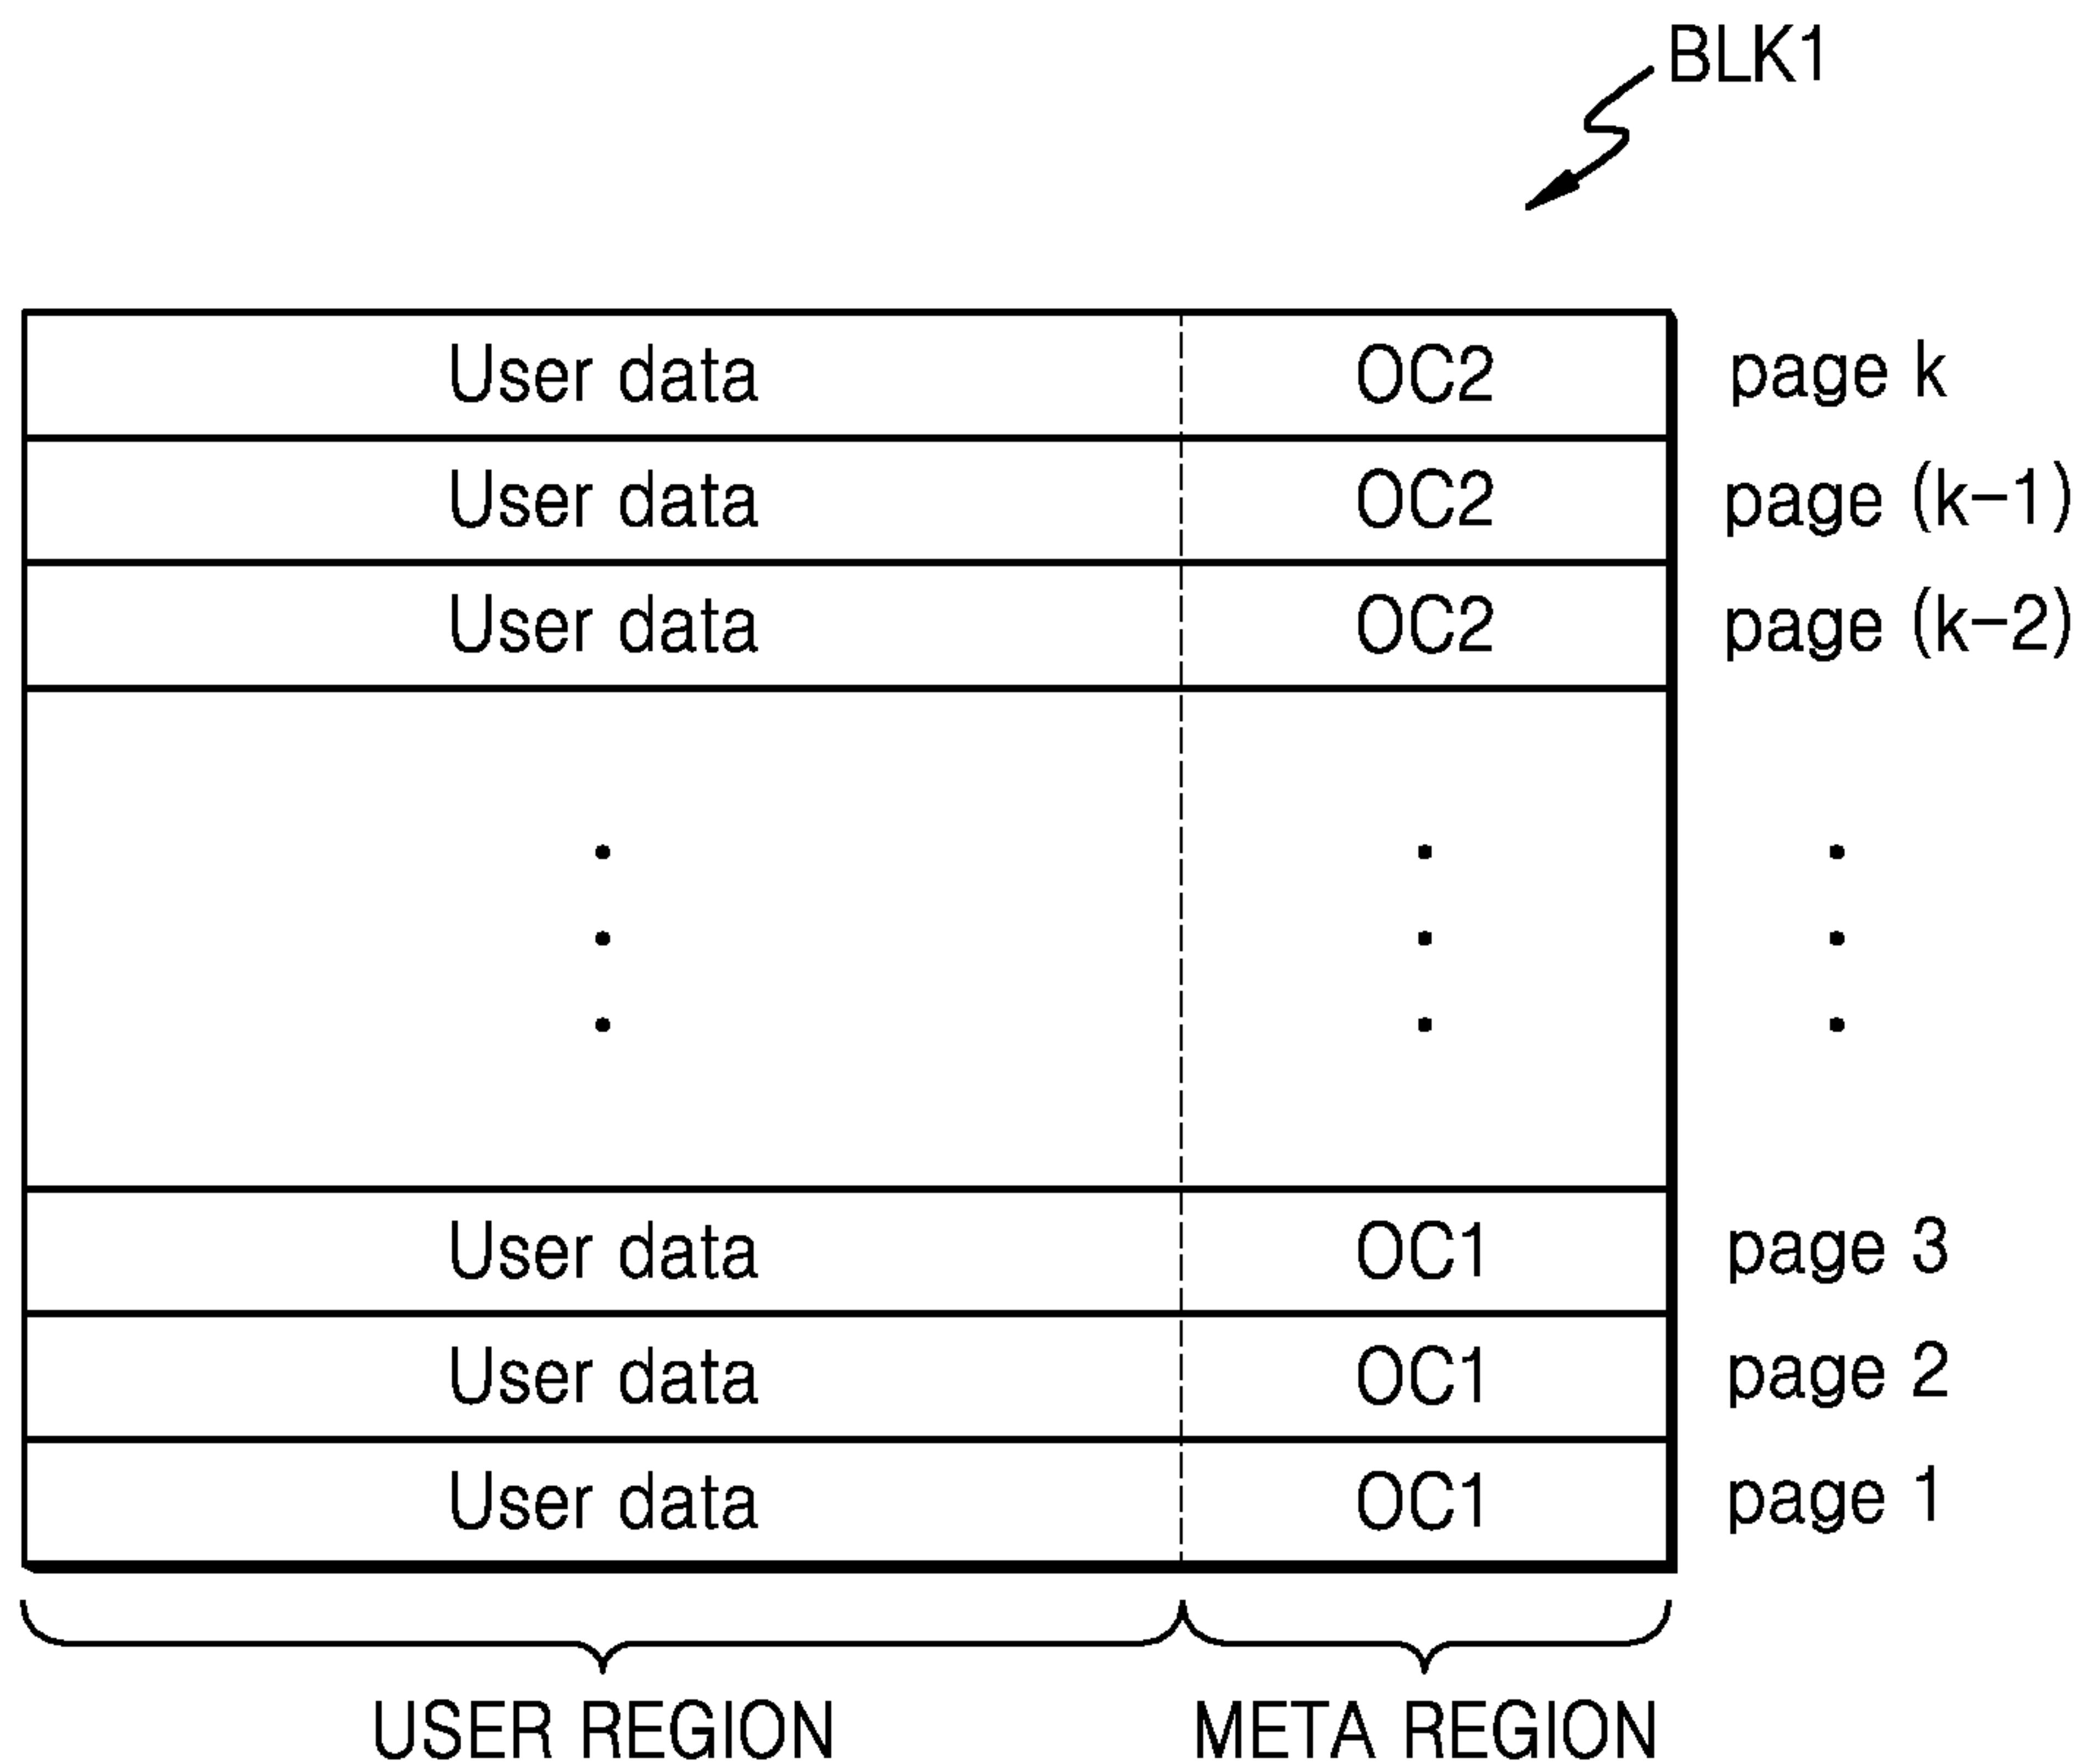 BLK1
User data OC2 page k
User data OC2 page (k-1)
User data OC2 page (k-2)
User data OC1 page 3
User data OC1 page 2
User data OC1 page 1
USER REGION META REGION